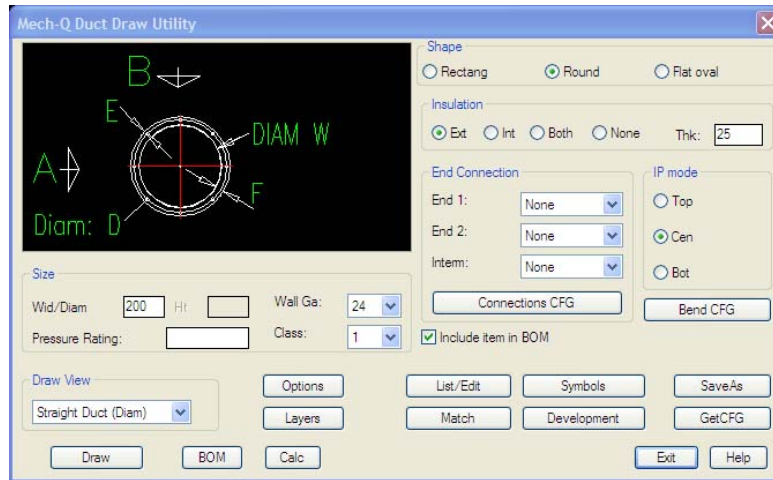 Mech-Q Duct Draw Utility
B
E
DIAM W
A
F
Diam: D
Shape
Rectang Round Flat oval
Insulation
Ext Int Both None Thk: 25
End Connection
End 1: None
End 2: None
Interm: None
Connections CFG
IP mode
Top
Cen
Bot
Bend CFG
Size
Wid/Diam 200 Ht Wall Ga: 24
Pressure Rating: Class: 1
Include item in BOM
Draw View
Straight Duct (Diam)
Options List/Edit Symbols SaveAs
Layers Match Development GetCFG
Draw BOM Calc Exit Help